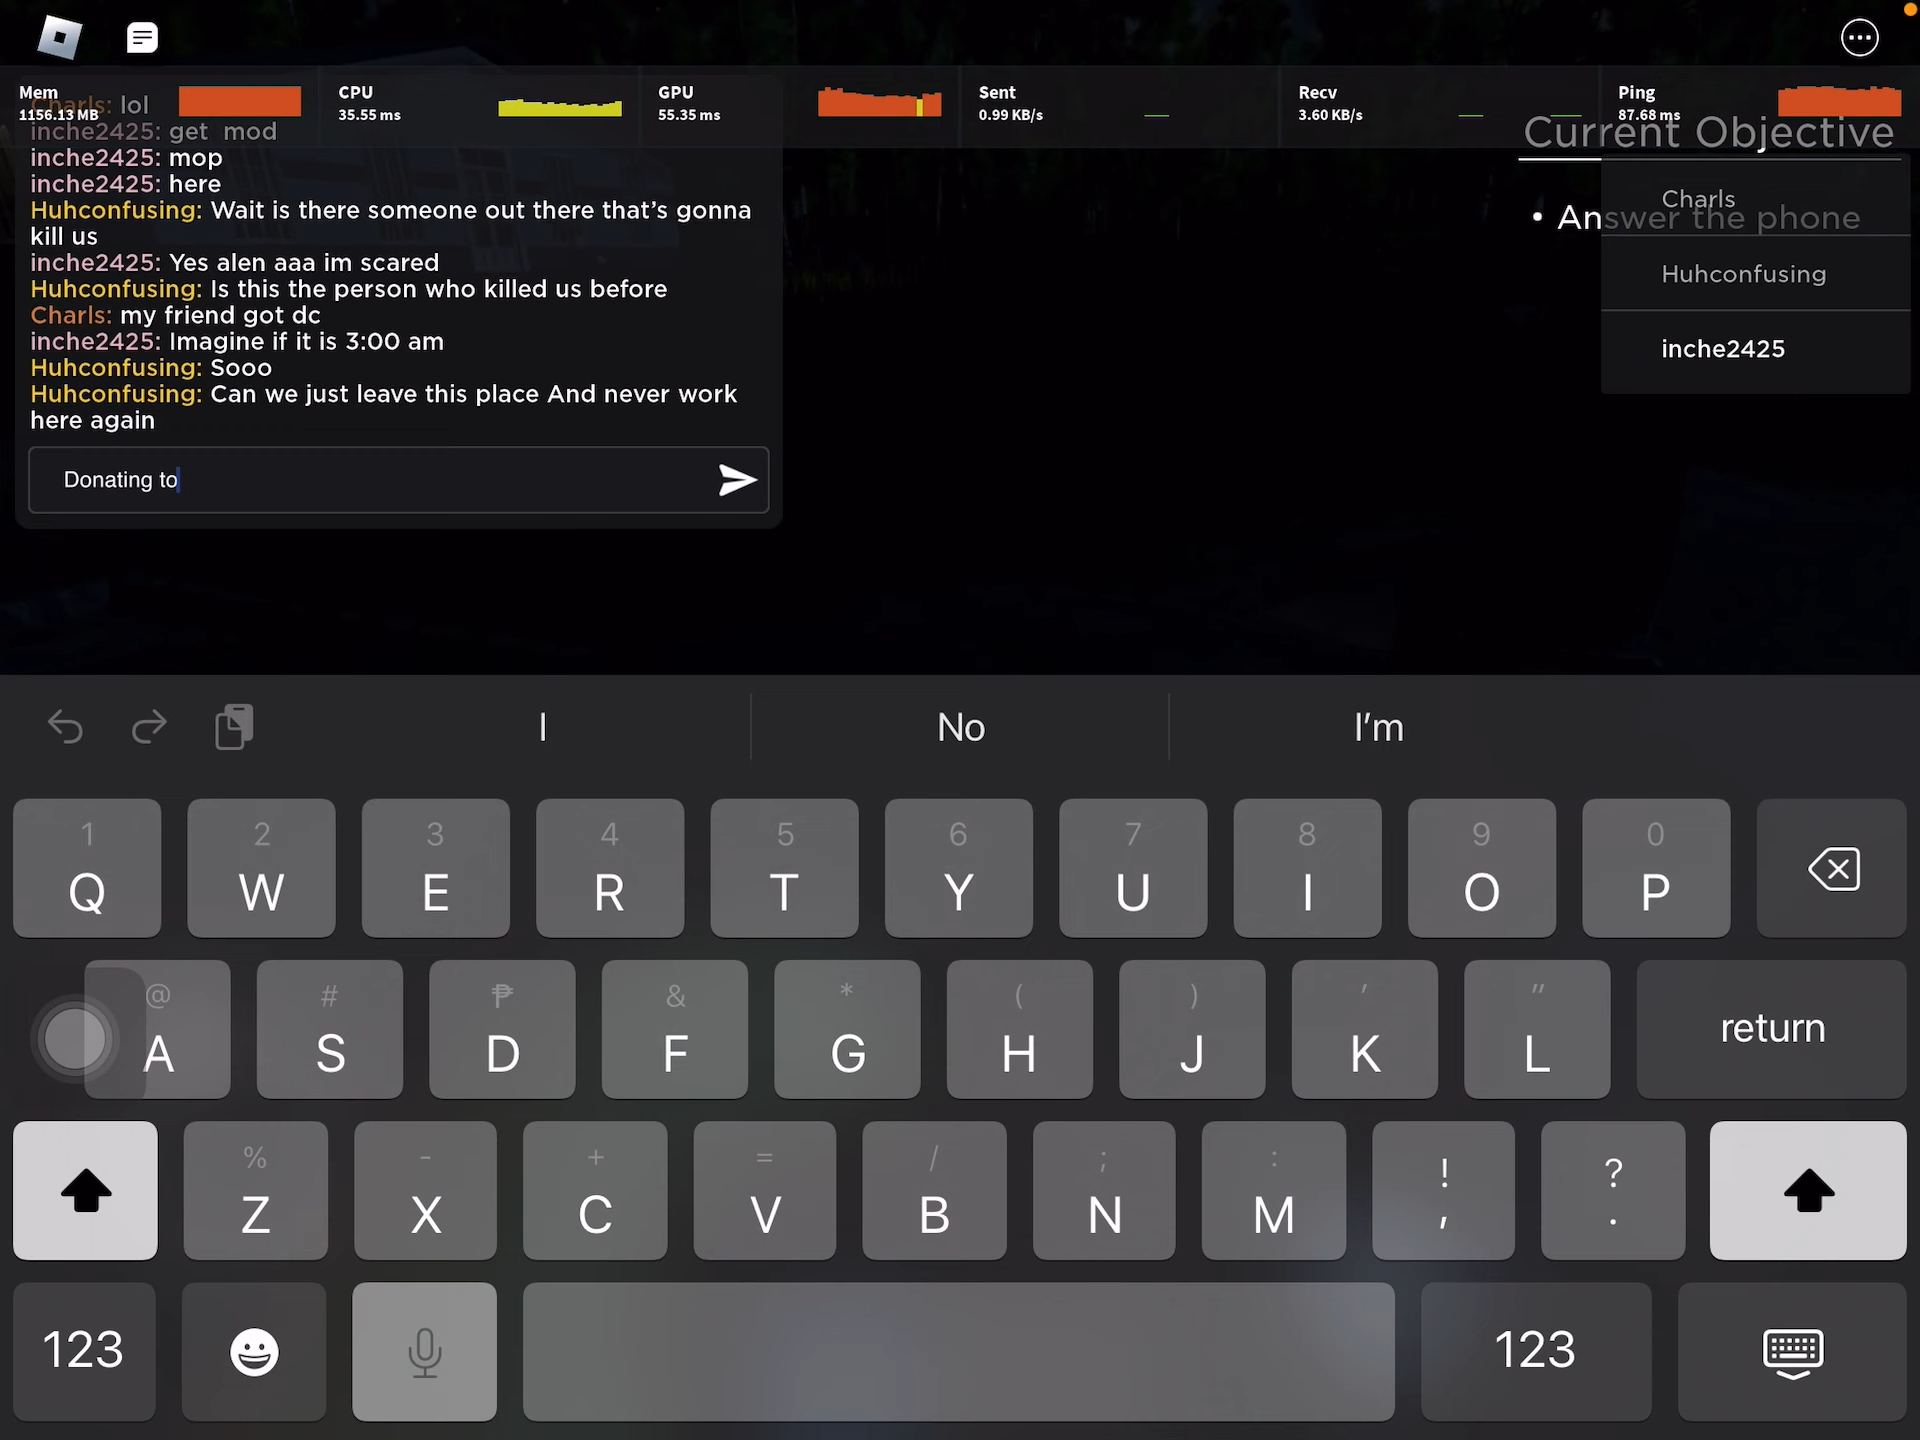 Mem
1156.13 MB
CPU
35.55 ms
GPU
55.35 ms
Sent
0.99 KB/s
Recv
3.60 KB/s
Ping
87.68 ms
Charls: lol
inche2425: get mod
inche2425: mop
inche2425: here
Huhconfusing: Wait is there someone out there that’s gonna
kill us
inche2425: Yes alen aaa im scared
Huhconfusing: Is this the person who killed us before
Charls: my friend got dc
inche2425: Imagine if it is 3:00 am
Huhconfusing: Sooo
Huhconfusing: Can we just leave this place And never work
here again
Donating to
Current Objective
• Answer the phone
Charls
Huhconfusing
inche2425
I No I’m
1 2 3 4 5 6 7 8 9 0
Q W E R T Y U I O P
@ # ₱ & * ( ) ' "
A S D F G H J K L return
% - + = / ; : ! ?
Z X C V B N M , .
123 123